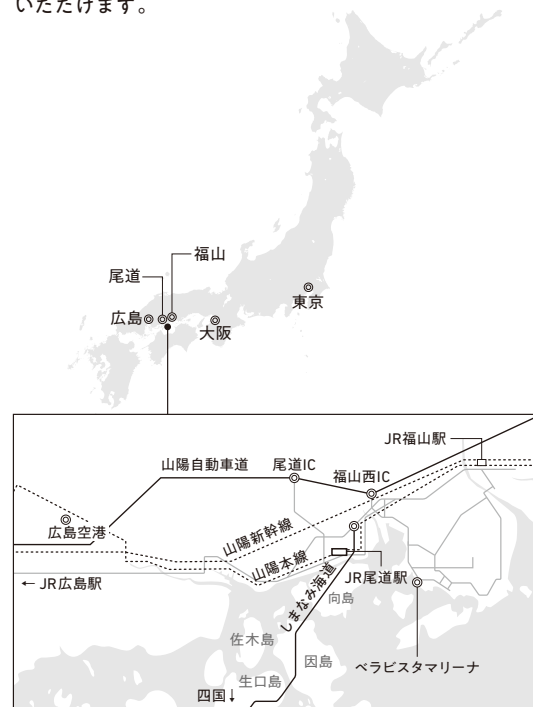 いただけます。
福山
尾道
東京
広島
大阪
JR福山駅
山陽自動車道
尾道IC
福山西IC
広島空港
山陽新幹線
山陽本線
JR尾道駅
← JR広島駅
しまなみ海道
向島
佐木島
因島
ベラビスタマリーナ
生口島
四国↓